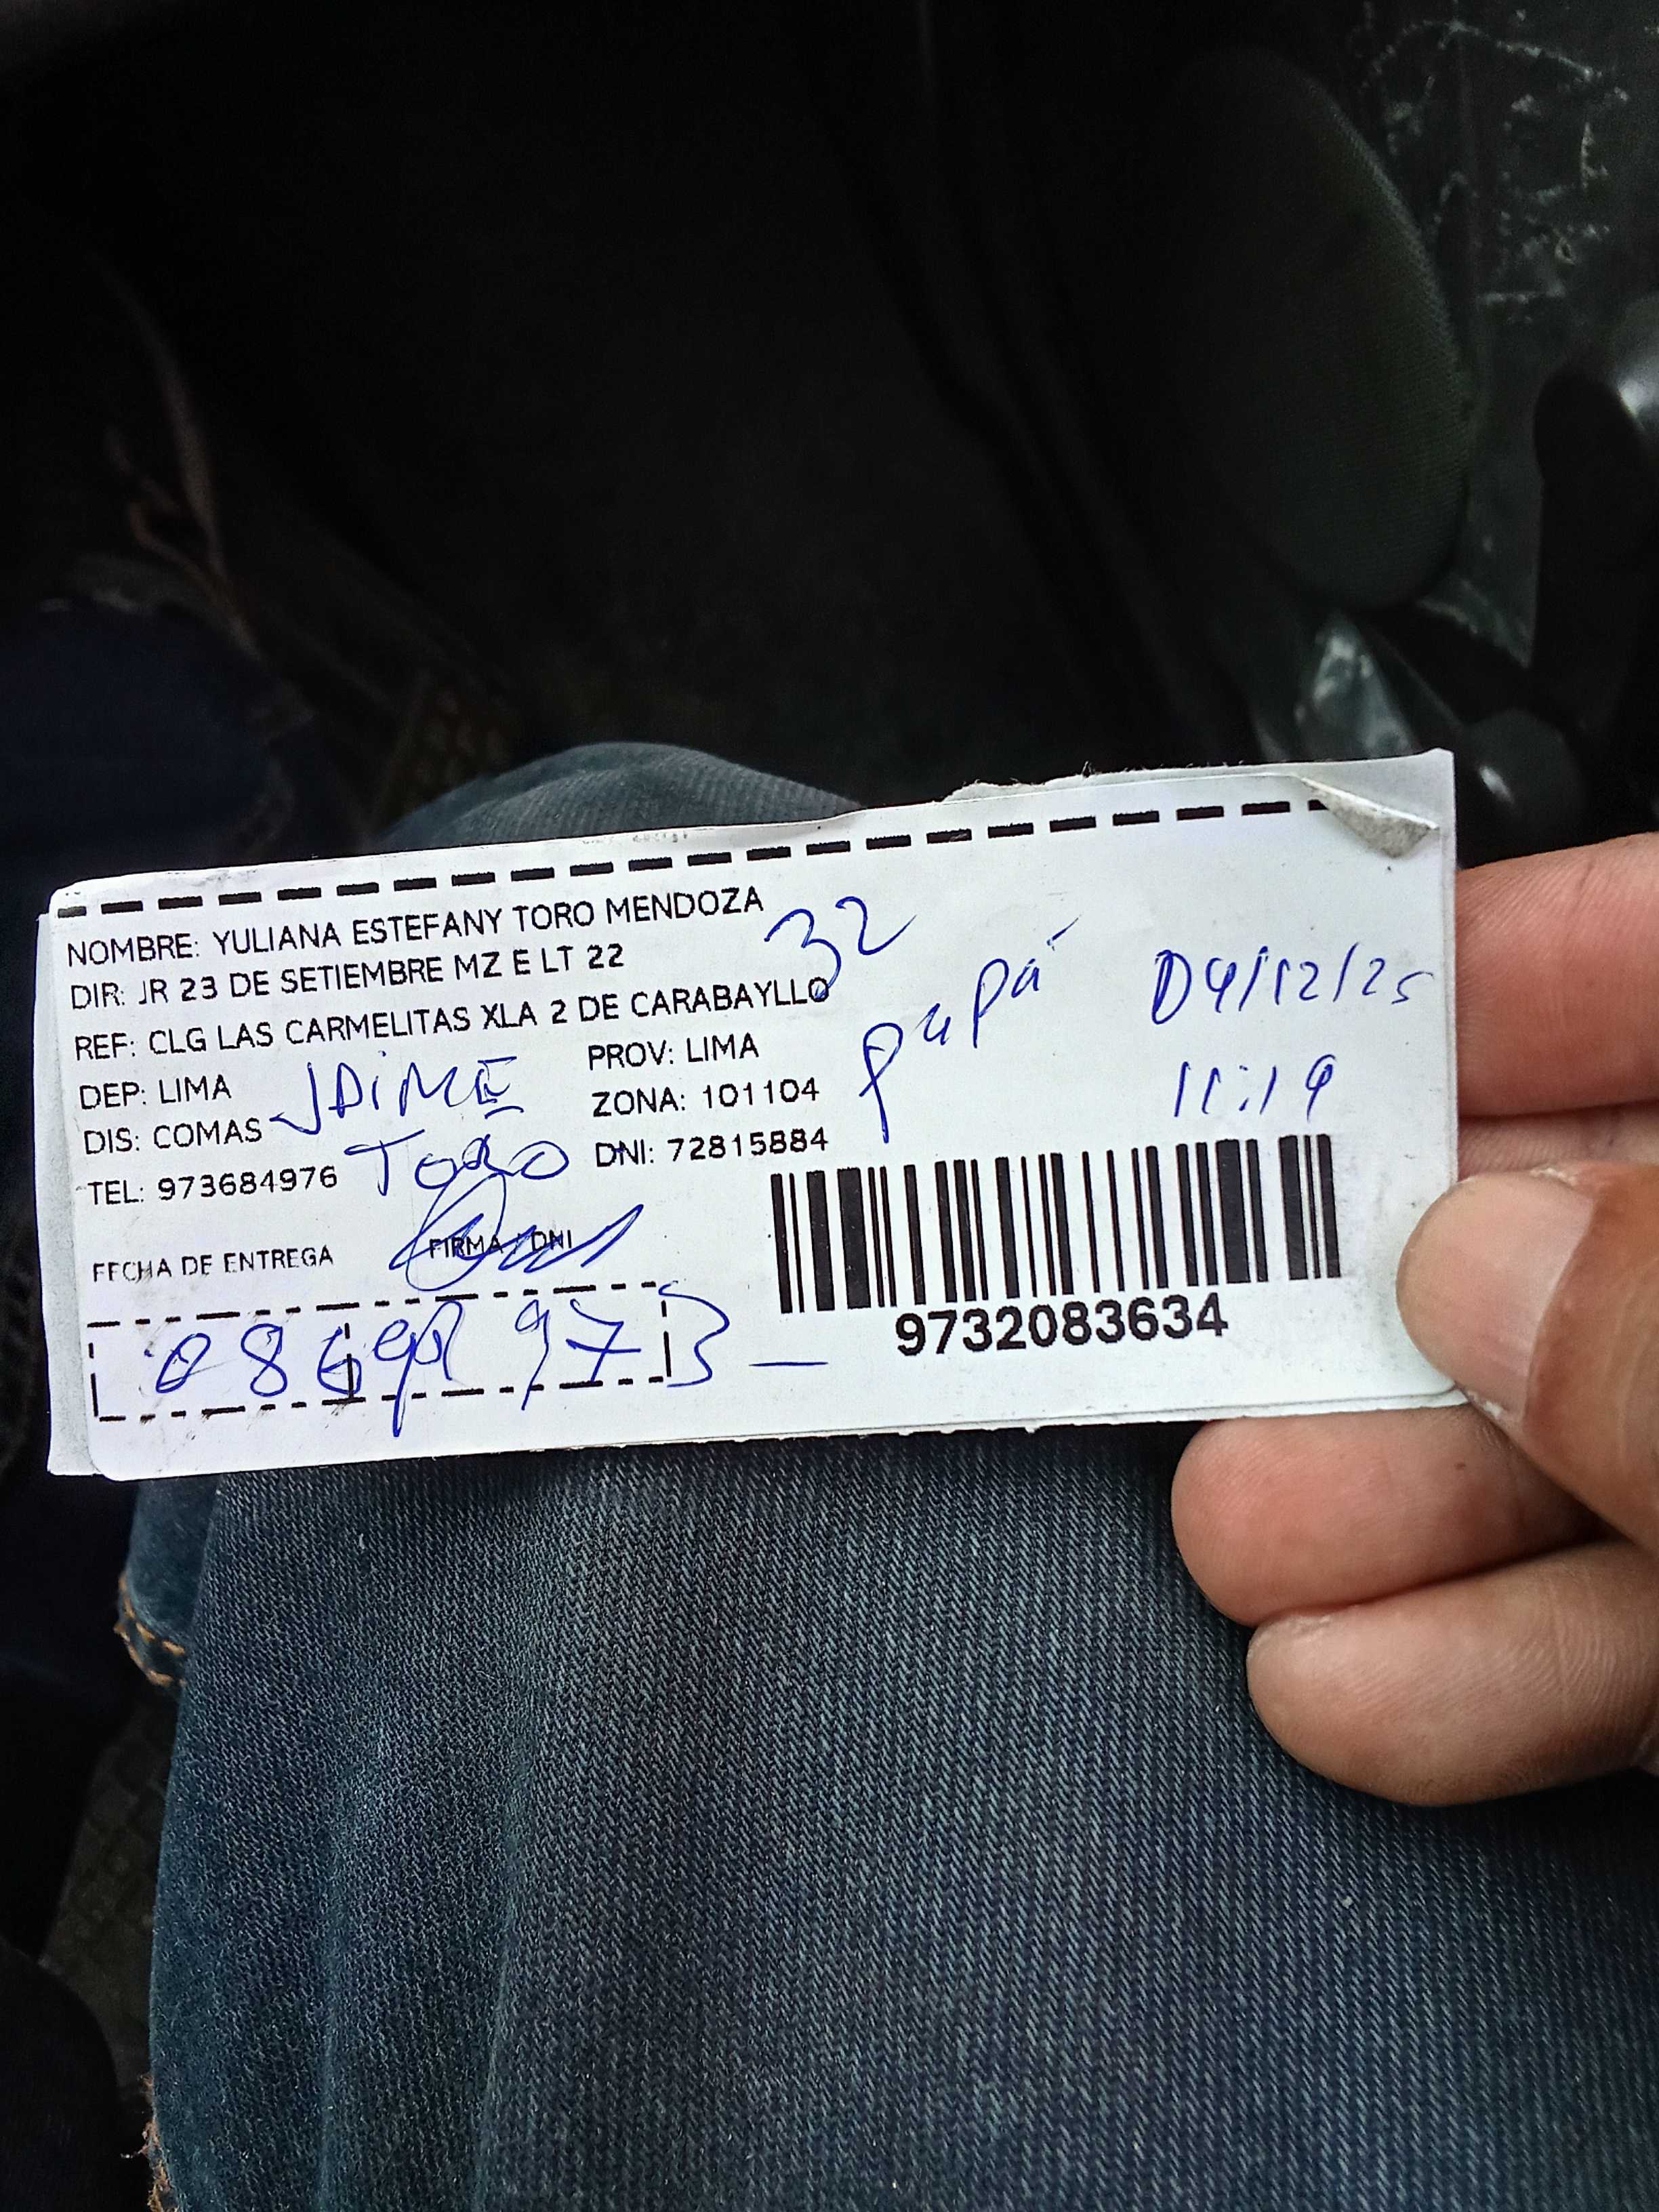 NOMBRE: YULIANA ESTEFANY TORO MENDOZA
32
DIR: JR 23 DE SETIEMBRE MZ E LT 22
REF: CLG LAS CARMELITAS XLA 2 DE CARABAYLLO
papá
04/12/25
11:19
DEP: LIMA
PROV: LIMA
JAIME
DIS: COMAS
ZONA: 101104
TORO
TEL: 973684976
DNI: 72815884
FECHA DE ENTREGA
FIRMA / DNI
9732083634